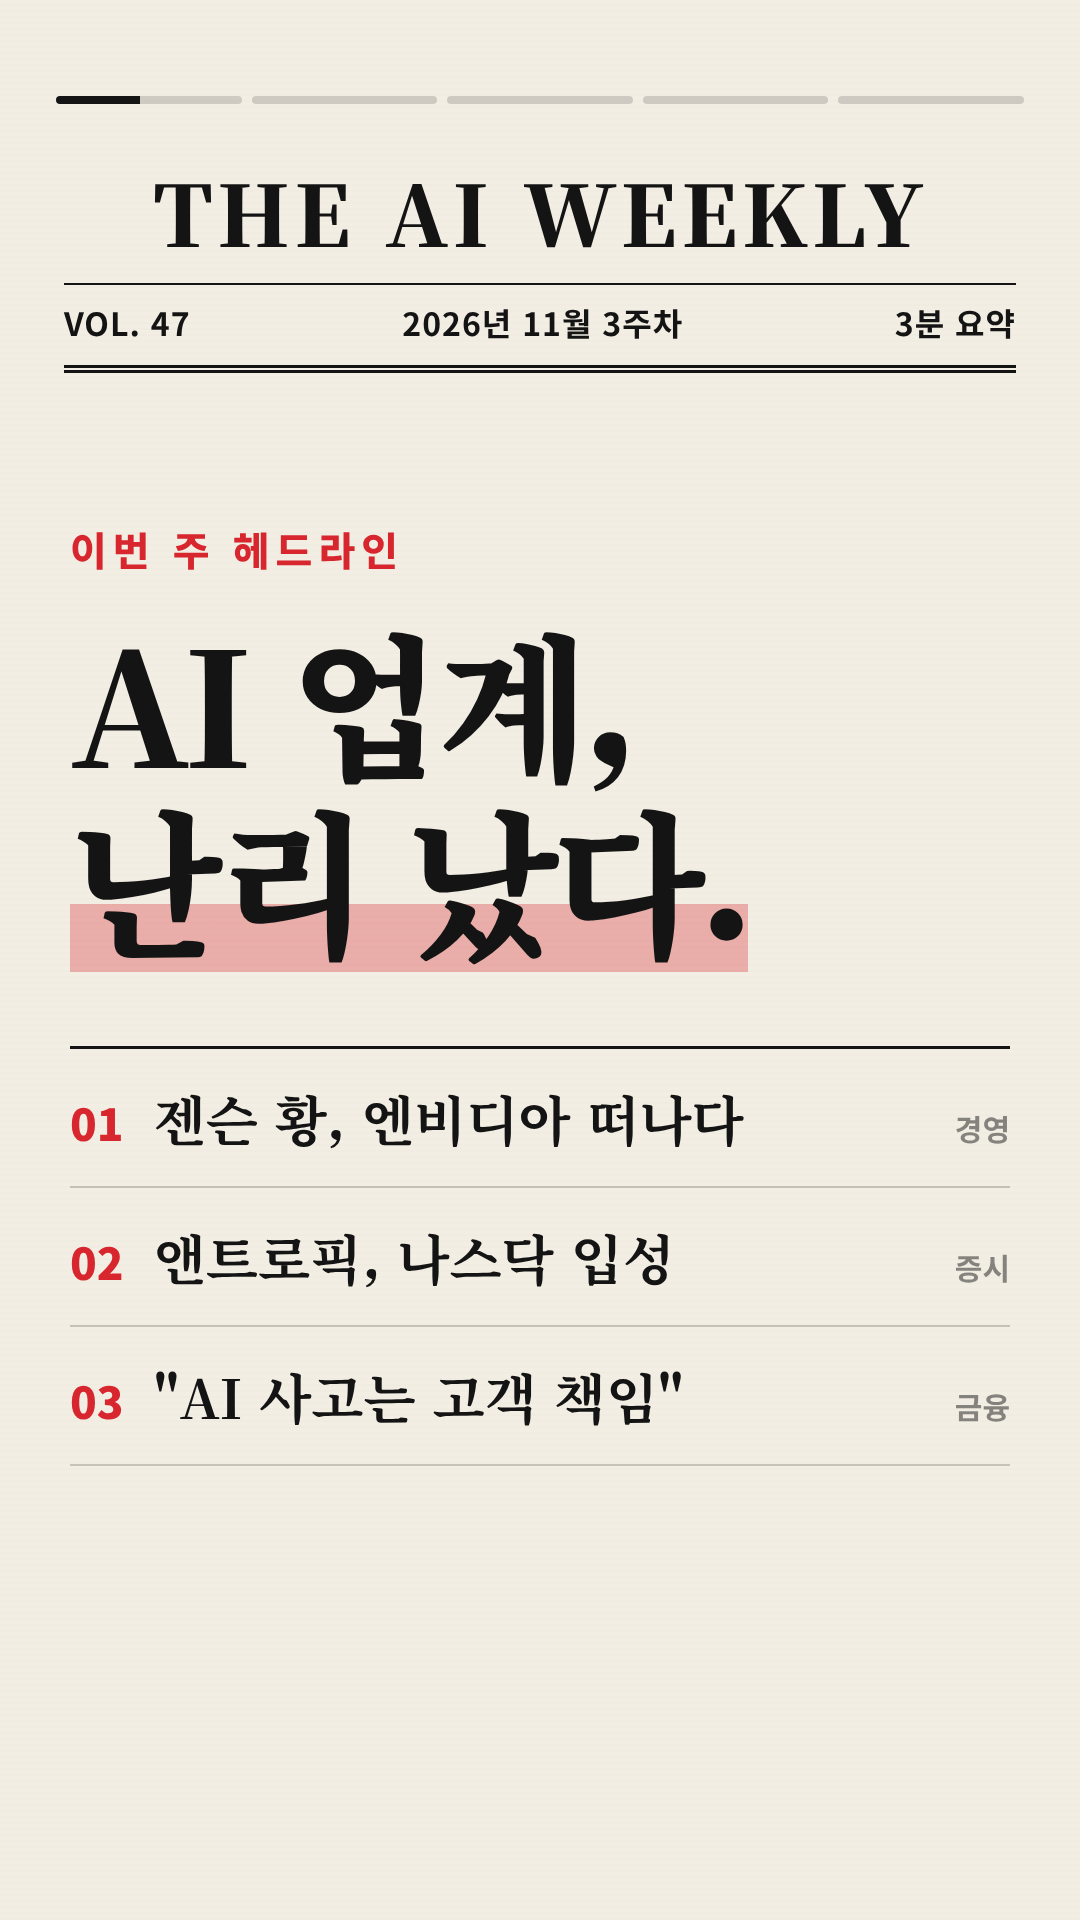 THE AI WEEKLY
VOL. 47 2026년 11월 3주차 3분 요약
이번 주 헤드라인
AI 업계,
난리 났다.
01 젠슨 황, 엔비디아 떠나다 경영
02 앤트로픽, 나스닥 입성 증시
03 "AI 사고는 고객 책임" 금융